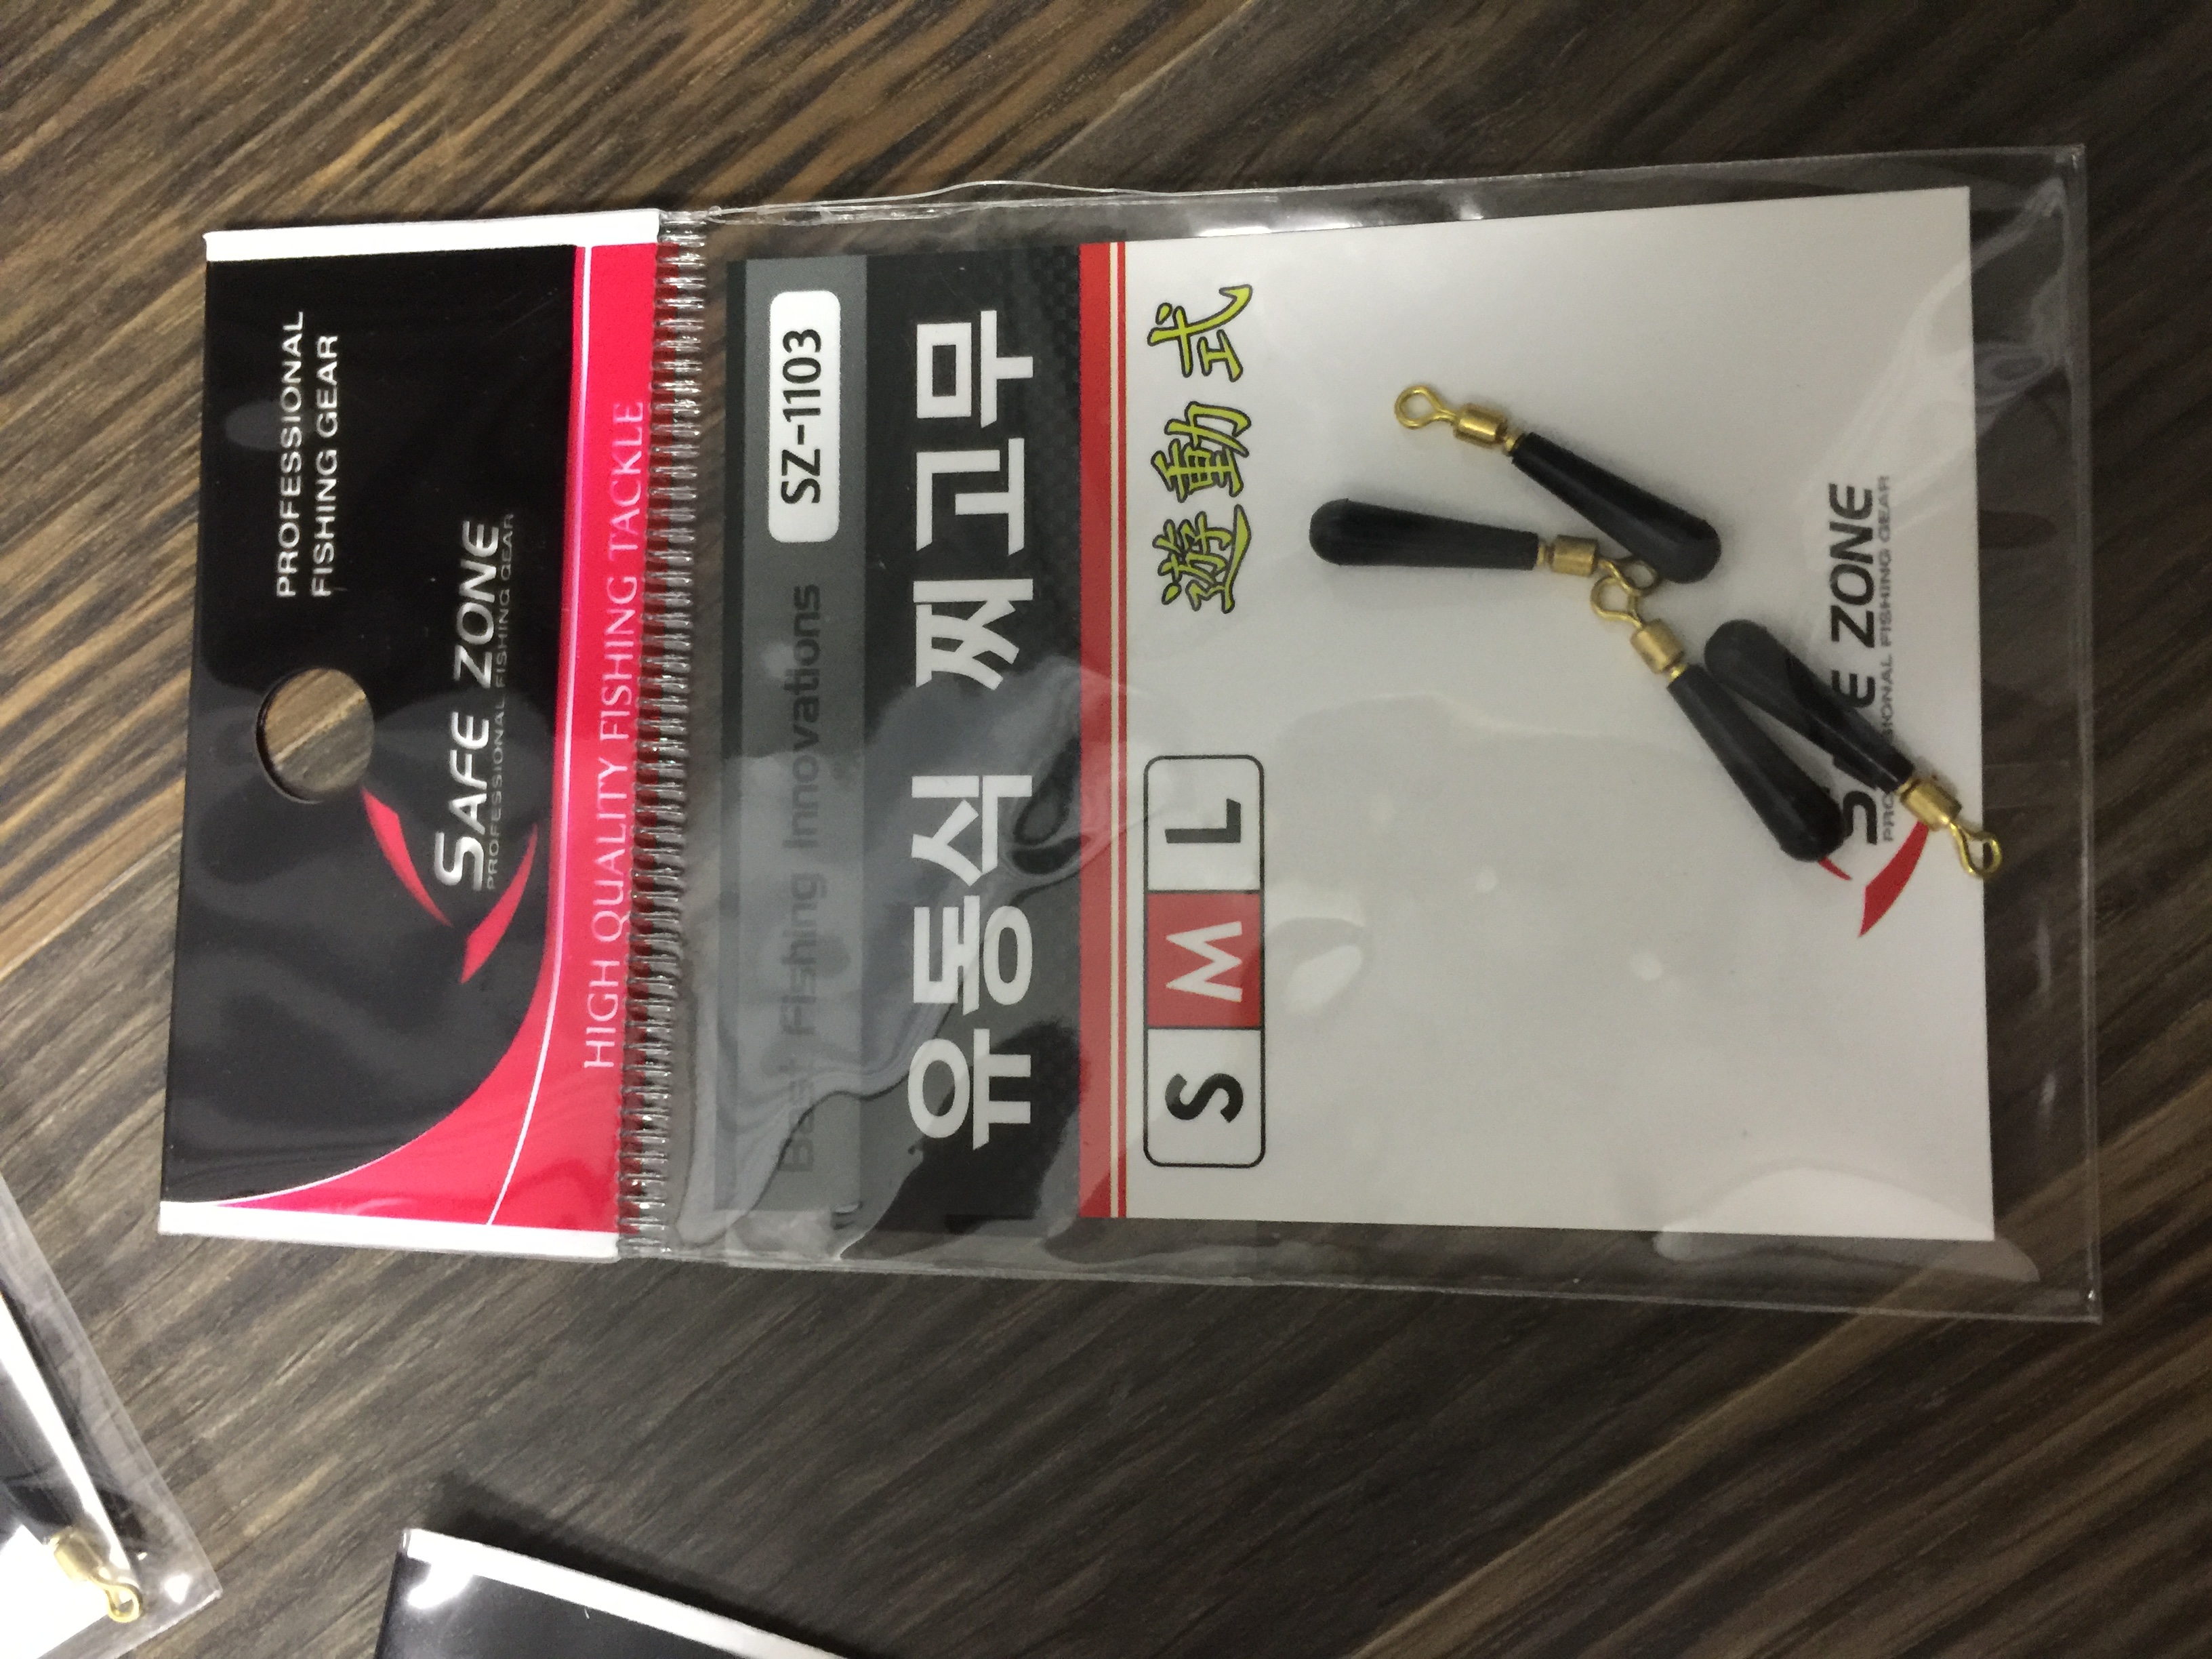 PROFESSIONAL
FISHING GEAR
SAFE ZONE
PROFESSIONAL FISHING GEAR
HIGH QUALITY FISHING TACKLE
Best Fishing Innovations
SZ-1103
유동식 찌고무
S M L
遊動式
SAFE ZONE
PROFESSIONAL FISHING GEAR